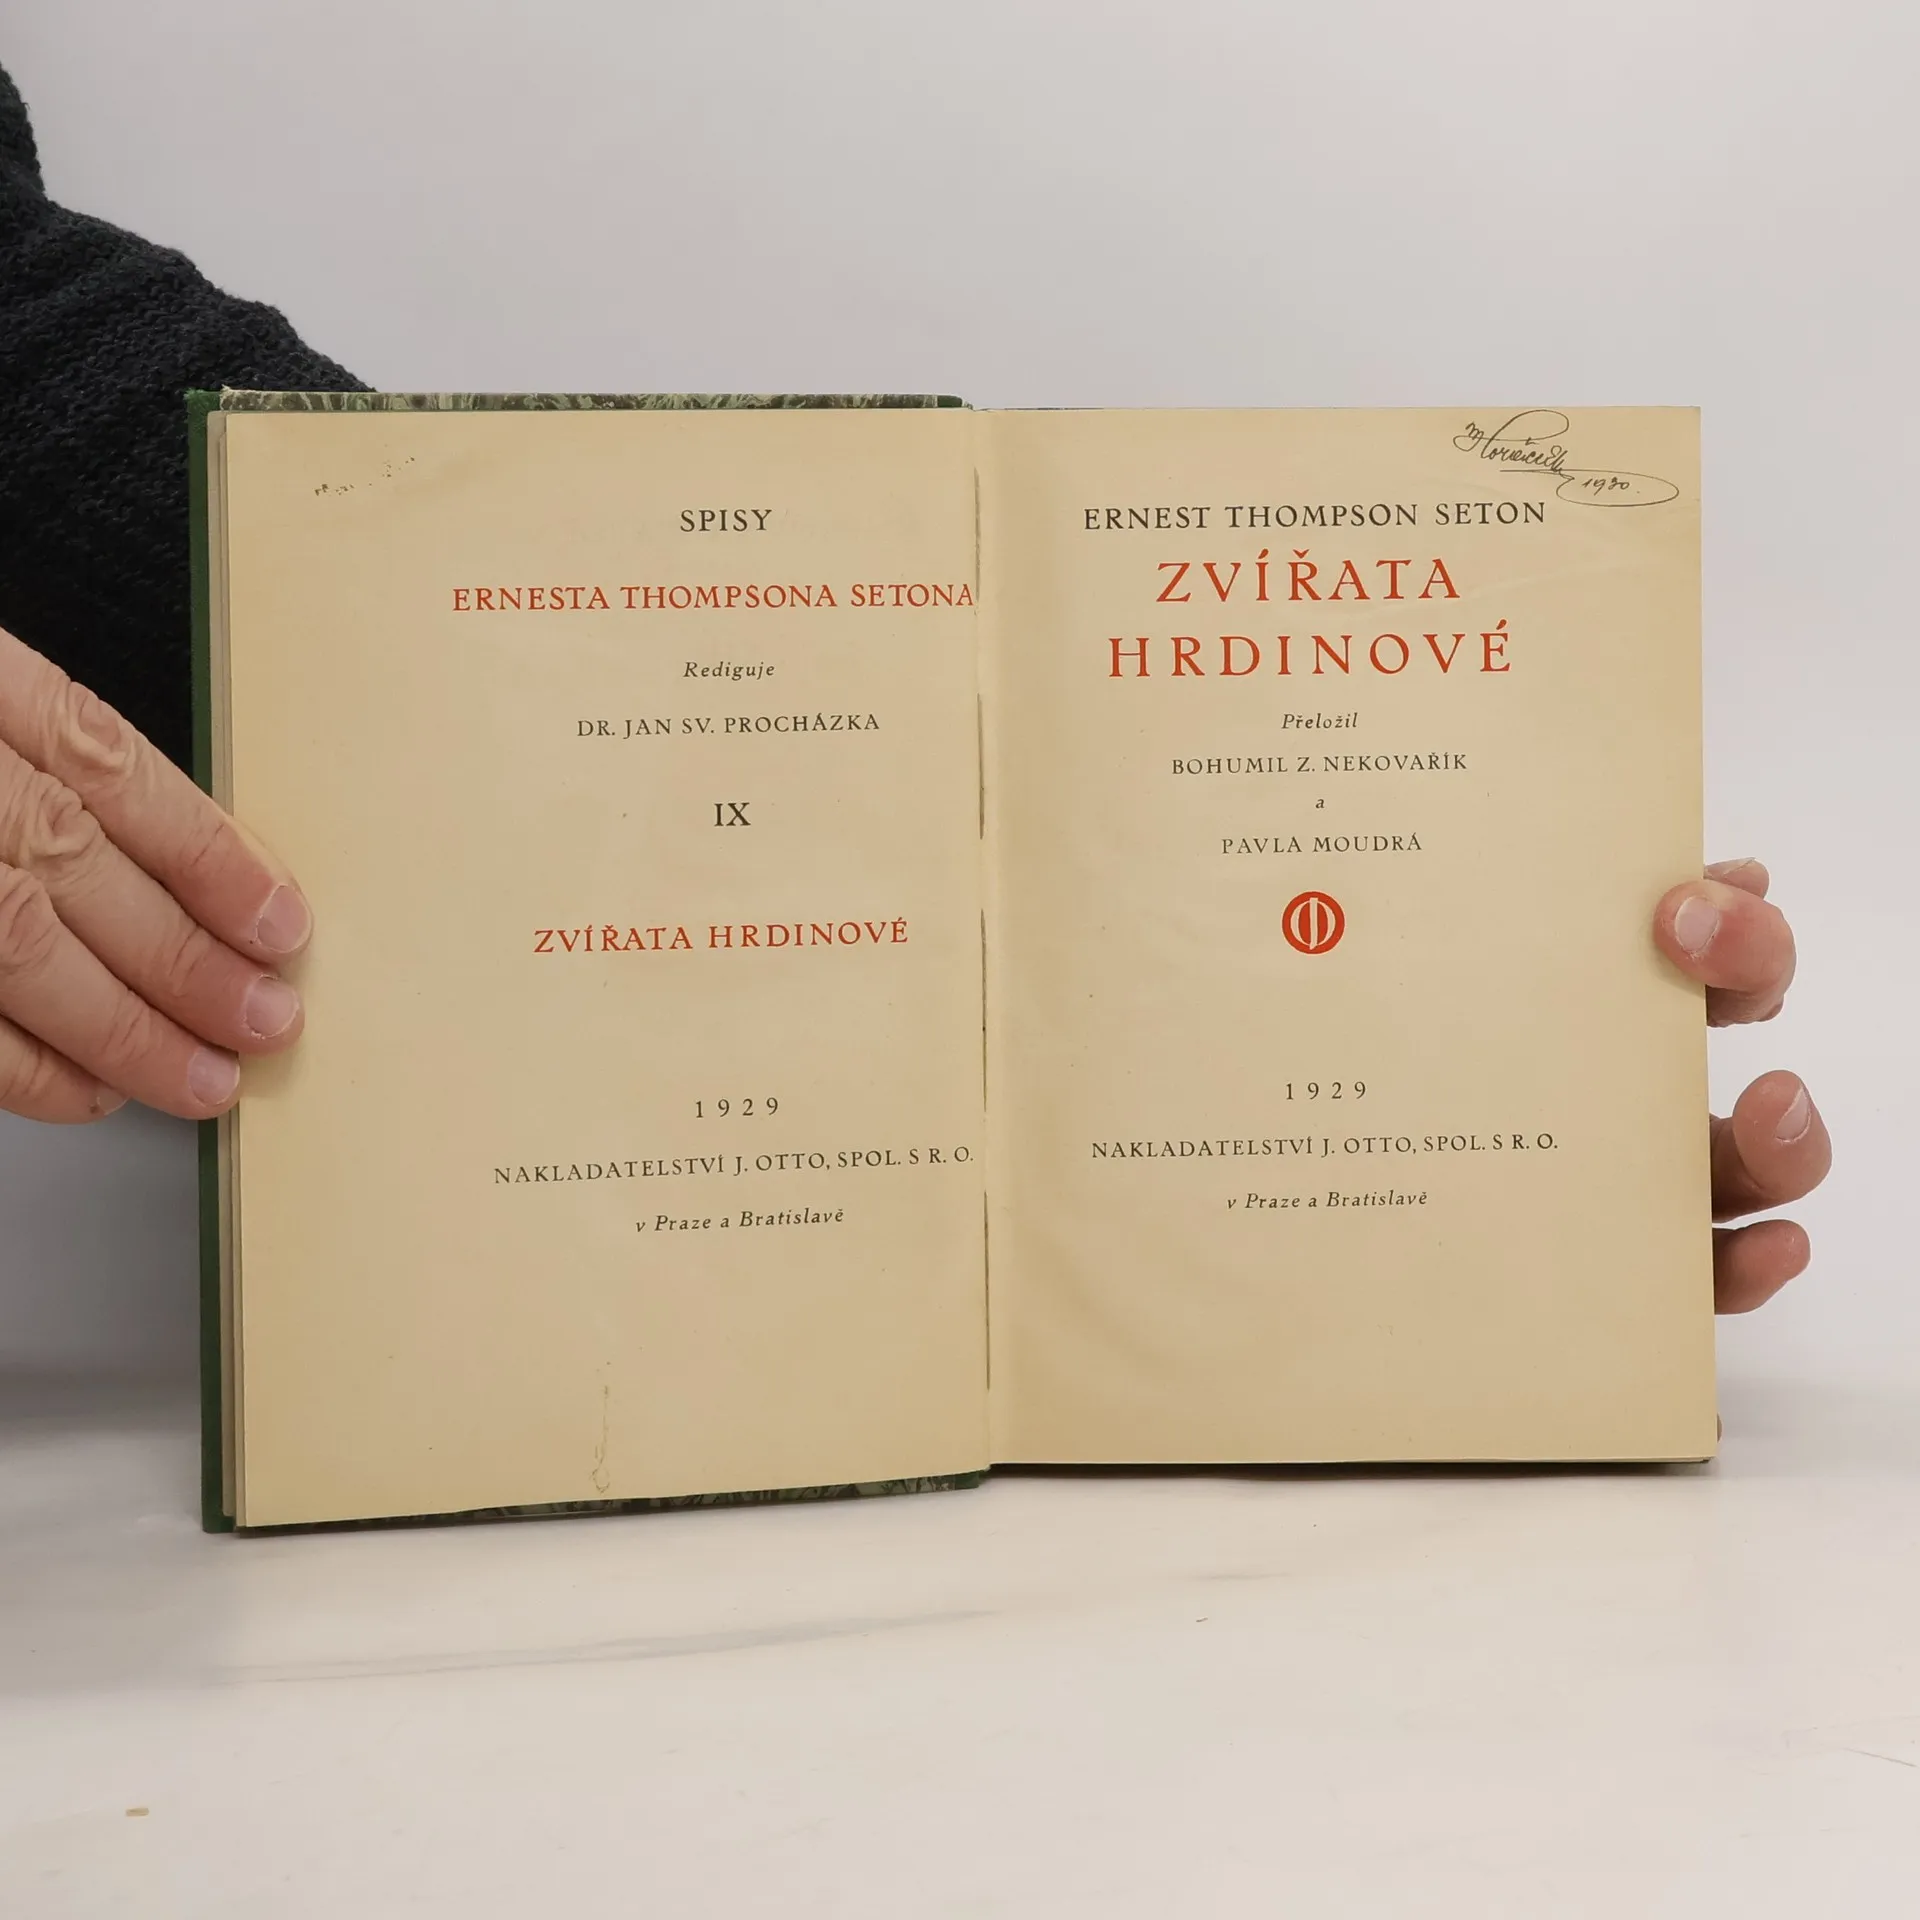 SPISY
ERNESTA THOMPSONA SETONA
Rediguje
DR. JAN SV. PROCHÁZKA
IX
ZVÍŘATA HRDINOVÉ
1929
NAKLADATELSTVÍ J. OTTO, SPOL. S R. O.
v Praze a Bratislavě
1930.
ERNEST THOMPSON SETON
ZVÍŘATA
HRDINOVÉ
Přeložil
BOHUMIL Z. NEKOVAŘÍK
a
PAVLA MOUDRÁ
1929
NAKLADATELSTVÍ J. OTTO, SPOL. S R. O.
v Praze a Bratislavě